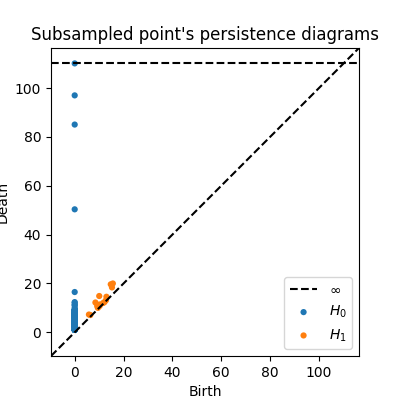 Subsampled point's persistence diagrams
100
80
60
40
20
0
Death
0 20 40 60 80 100
Birth
∞
H₀
H₁